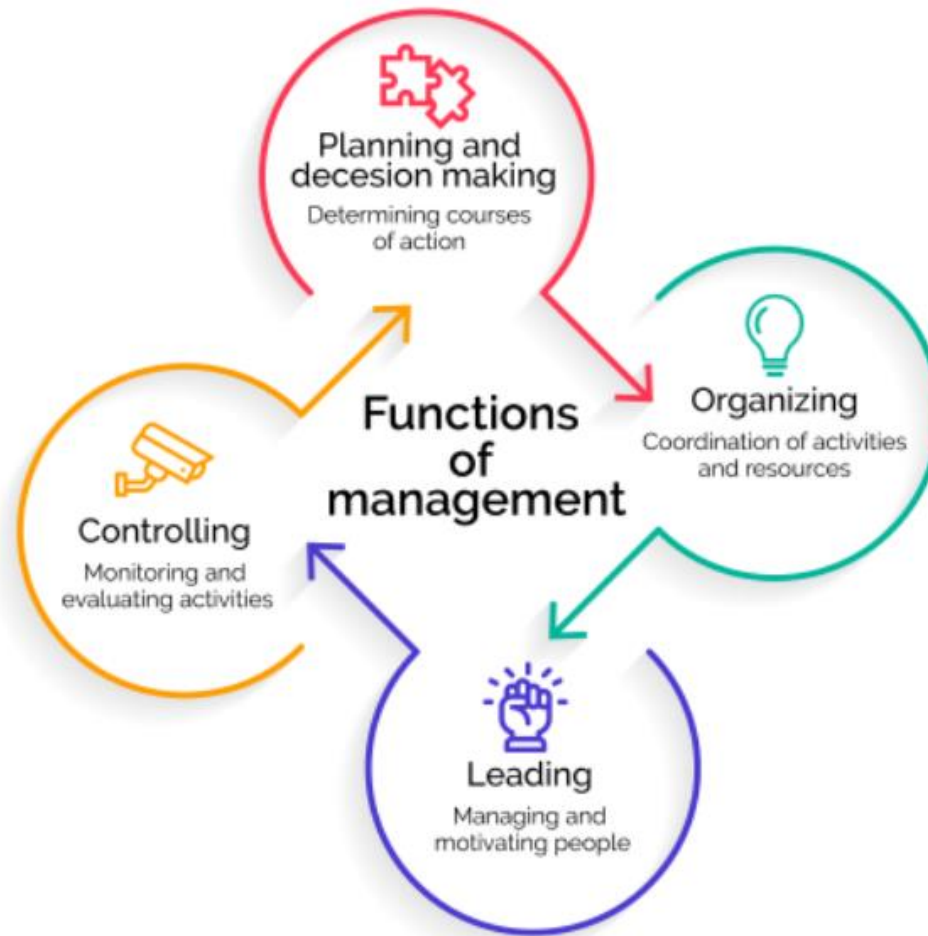 Planning and
decesion making
Determining courses
of action
Organizing
Coordination of activities
and resources
Functions
of
management
Controlling
Monitoring and
evaluating activities
Leading
Managing and
motivating people